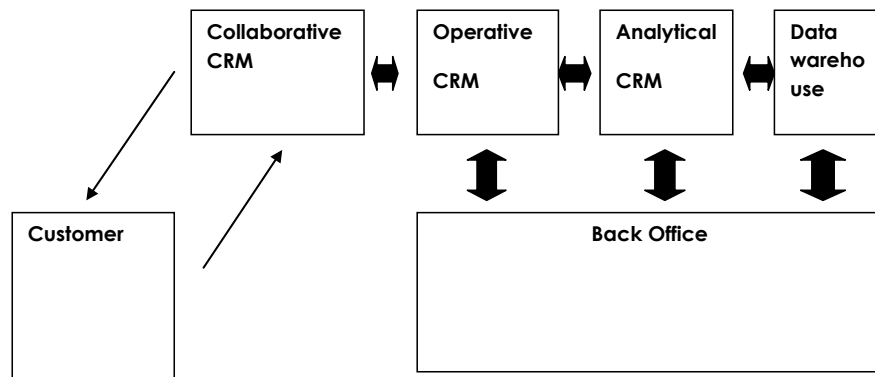 Collaborative
CRM
Operative
CRM
Analytical
CRM
Data
wareho
use
Customer
Back Office